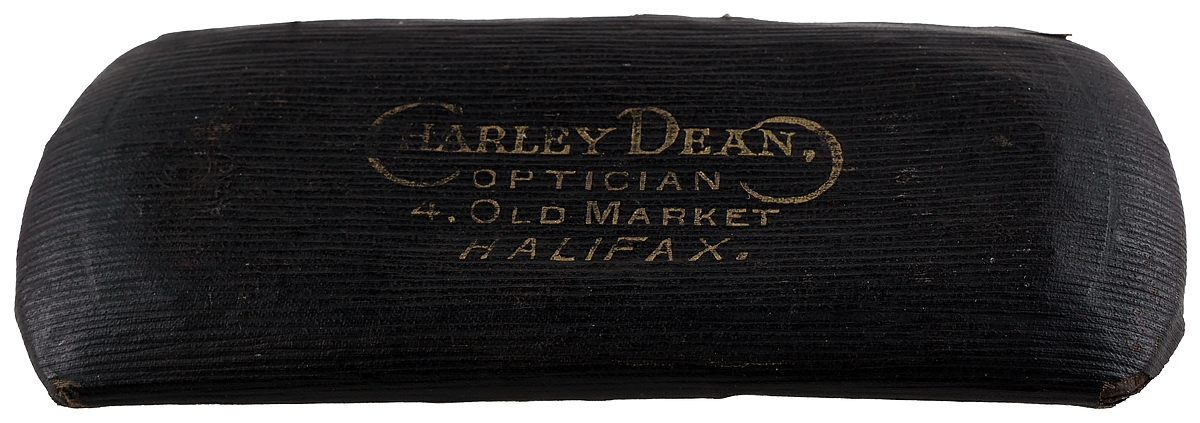 CHARLEY DEAN,
OPTICIAN
4. OLD MARKET
HALIFAX.